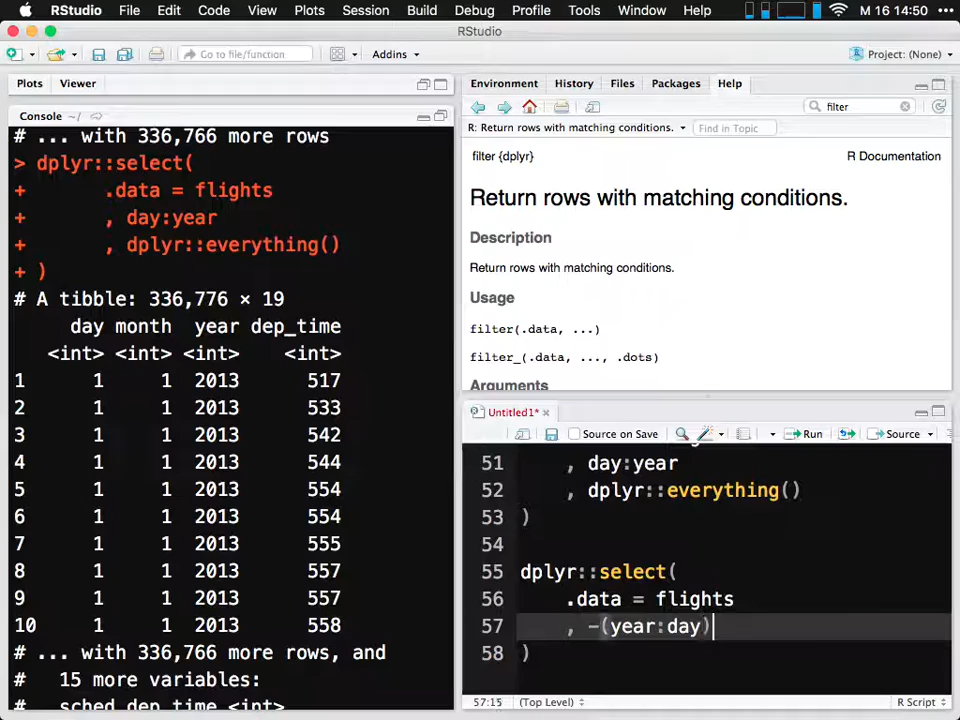 RStudio File Edit Code View Plots Session Build Debug Profile Tools Window Help M 16 14:50
RStudio
Go to file/function Addins Project: (None)
Plots Viewer
Console ~/
# ... with 336,766 more rows
> dplyr::select(
+ .data = flights
+ , day:year
+ , dplyr::everything()
+ )
# A tibble: 336,776 × 19
day month year dep_time
<int> <int> <int> <int>
1 1 1 2013 517
2 1 1 2013 533
3 1 1 2013 542
4 1 1 2013 544
5 1 1 2013 554
6 1 1 2013 554
7 1 1 2013 555
8 1 1 2013 557
9 1 1 2013 557
10 1 1 2013 558
# ... with 336,766 more rows, and
# 15 more variables:
# sched_dep_time <int>
Environment History Files Packages Help
filter
R: Return rows with matching conditions. Find in Topic
filter {dplyr} R Documentation
Return rows with matching conditions.
Description
Return rows with matching conditions.
Usage
filter(.data, ...)
filter_(.data, ..., .dots)
Arguments
Untitled1*
Source on Save Run Source
51 , day:year
52 , dplyr::everything()
53 )
54
55 dplyr::select(
56 .data = flights
57 , -(year:day)
58 )
57:15 (Top Level) R Script